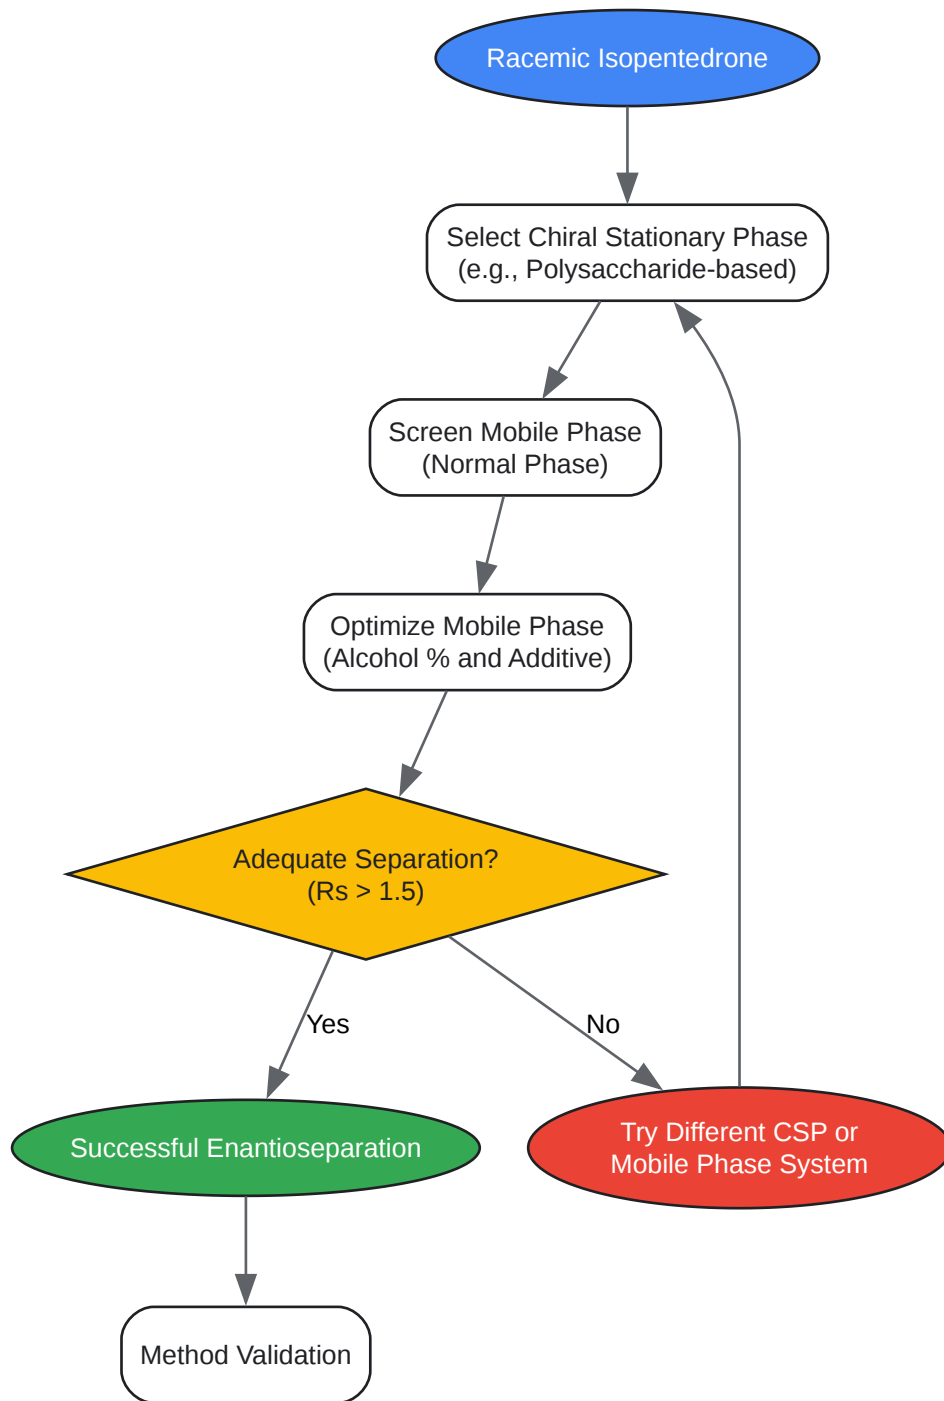 Racemic Isopentedrone
Select Chiral Stationary Phase
(e.g., Polysaccharide-based)
Screen Mobile Phase
(Normal Phase)
Optimize Mobile Phase
(Alcohol % and Additive)
Adequate Separation?
(Rs > 1.5)
Yes
No
Successful Enantioseparation
Try Different CSP or
Mobile Phase System
Method Validation